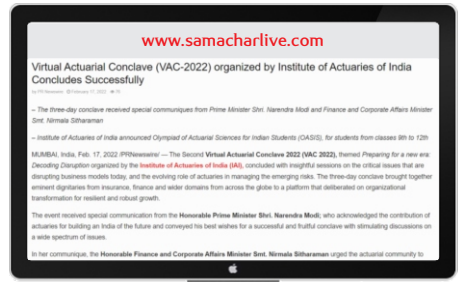 www.samacharlive.com
Virtual Actuarial Conclave (VAC-2022) organized by Institute of Actuaries of India
Concludes Successfully
by PR Newswire February 17, 2022
– The three-day conclave received special communiques from Prime Minister Shri. Narendra Modi and Finance and Corporate Affairs Minister
Smt. Nirmala Sitharaman
– Institute of Actuaries of India announced Olympiad of Actuarial Sciences for Indian Students (OASIS), for students from classes 9th to 12th
MUMBAI, India, Feb. 17, 2022 /PRNewswire/ — The Second Virtual Actuarial Conclave 2022 (VAC 2022), themed Preparing for a new era:
Decoding Disruption organized by the Institute of Actuaries of India (IAI), concluded with insightful sessions on the critical issues that are
disrupting business models today, and the evolving role of actuaries in managing the emerging risks. The three-day conclave brought together
eminent dignitaries from insurance, finance and wider domains from across the globe to a platform that deliberated on organizational
transformation for resilient and robust growth.
The event received special communication from the Honorable Prime Minister Shri. Narendra Modi; who acknowledged the contribution of
actuaries for building an India of the future and conveyed his best wishes for a successful and fruitful conclave with stimulating discussions on
a wide spectrum of issues.
In her communique, the Honorable Finance and Corporate Affairs Minister Smt. Nirmala Sitharaman urged the actuarial community to